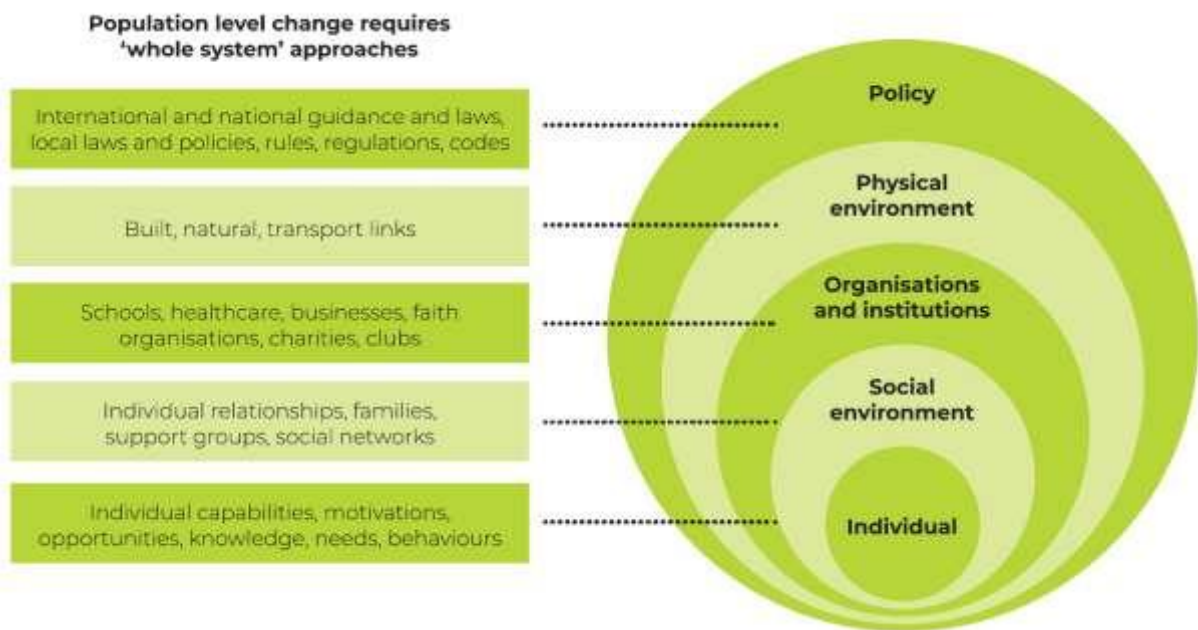 Population level change requires
‘whole system’ approaches
International and national guidance and laws,
local laws and policies, rules, regulations, codes
Built, natural, transport links
Schools, healthcare, businesses, faith
organisations, charities, clubs
Individual relationships, families,
support groups, social networks
Individual capabilities, motivations,
opportunities, knowledge, needs, behaviours
Policy
Physical
environment
Organisations
and institutions
Social
environment
Individual